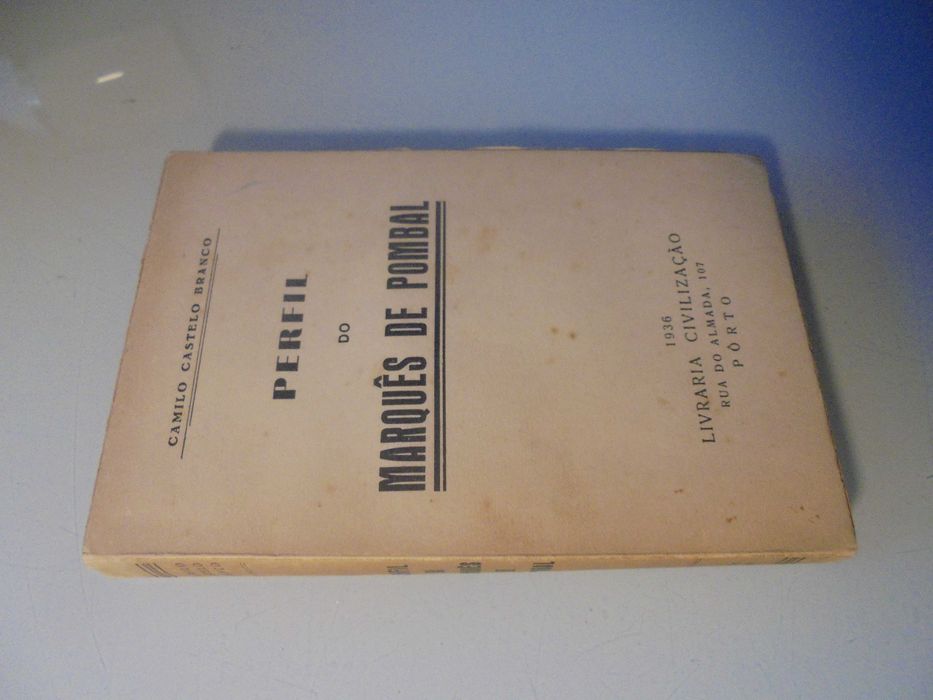 CAMILO CASTELO BRANCO
PERFIL
DO
MARQUÊS DE POMBAL
1936
LIVRARIA CIVILIZAÇÃO
RUA DO ALMADA, 107
PÔRTO